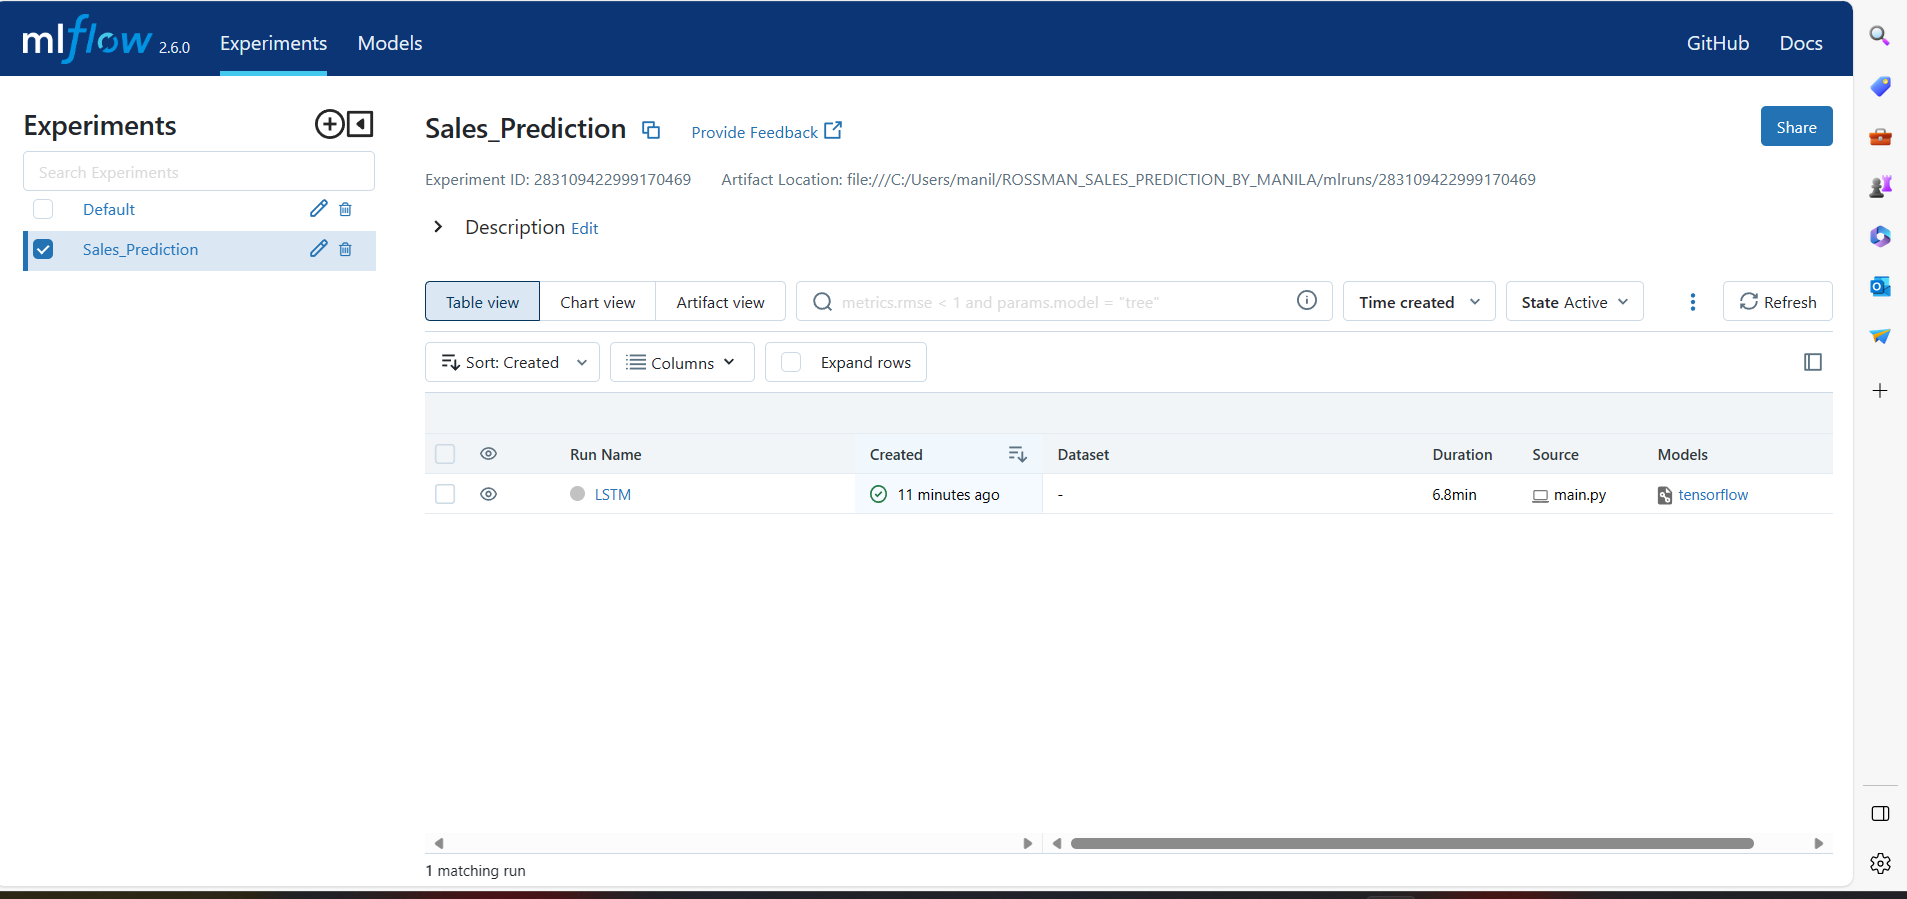 mlflow 2.6.0 Experiments Models GitHub Docs
Experiments
Search Experiments
Default
Sales_Prediction
Sales_Prediction Provide Feedback Share
Experiment ID: 283109422999170469 Artifact Location: file:///C:/Users/manil/ROSSMAN_SALES_PREDICTION_BY_MANILA/mlruns/283109422999170469
Description Edit
Table view Chart view Artifact view metrics.rmse < 1 and params.model = "tree" Time created State Active Refresh
Sort: Created Columns Expand rows
Run Name Created Dataset Duration Source Models
LSTM 11 minutes ago - 6.8min main.py tensorflow
1 matching run